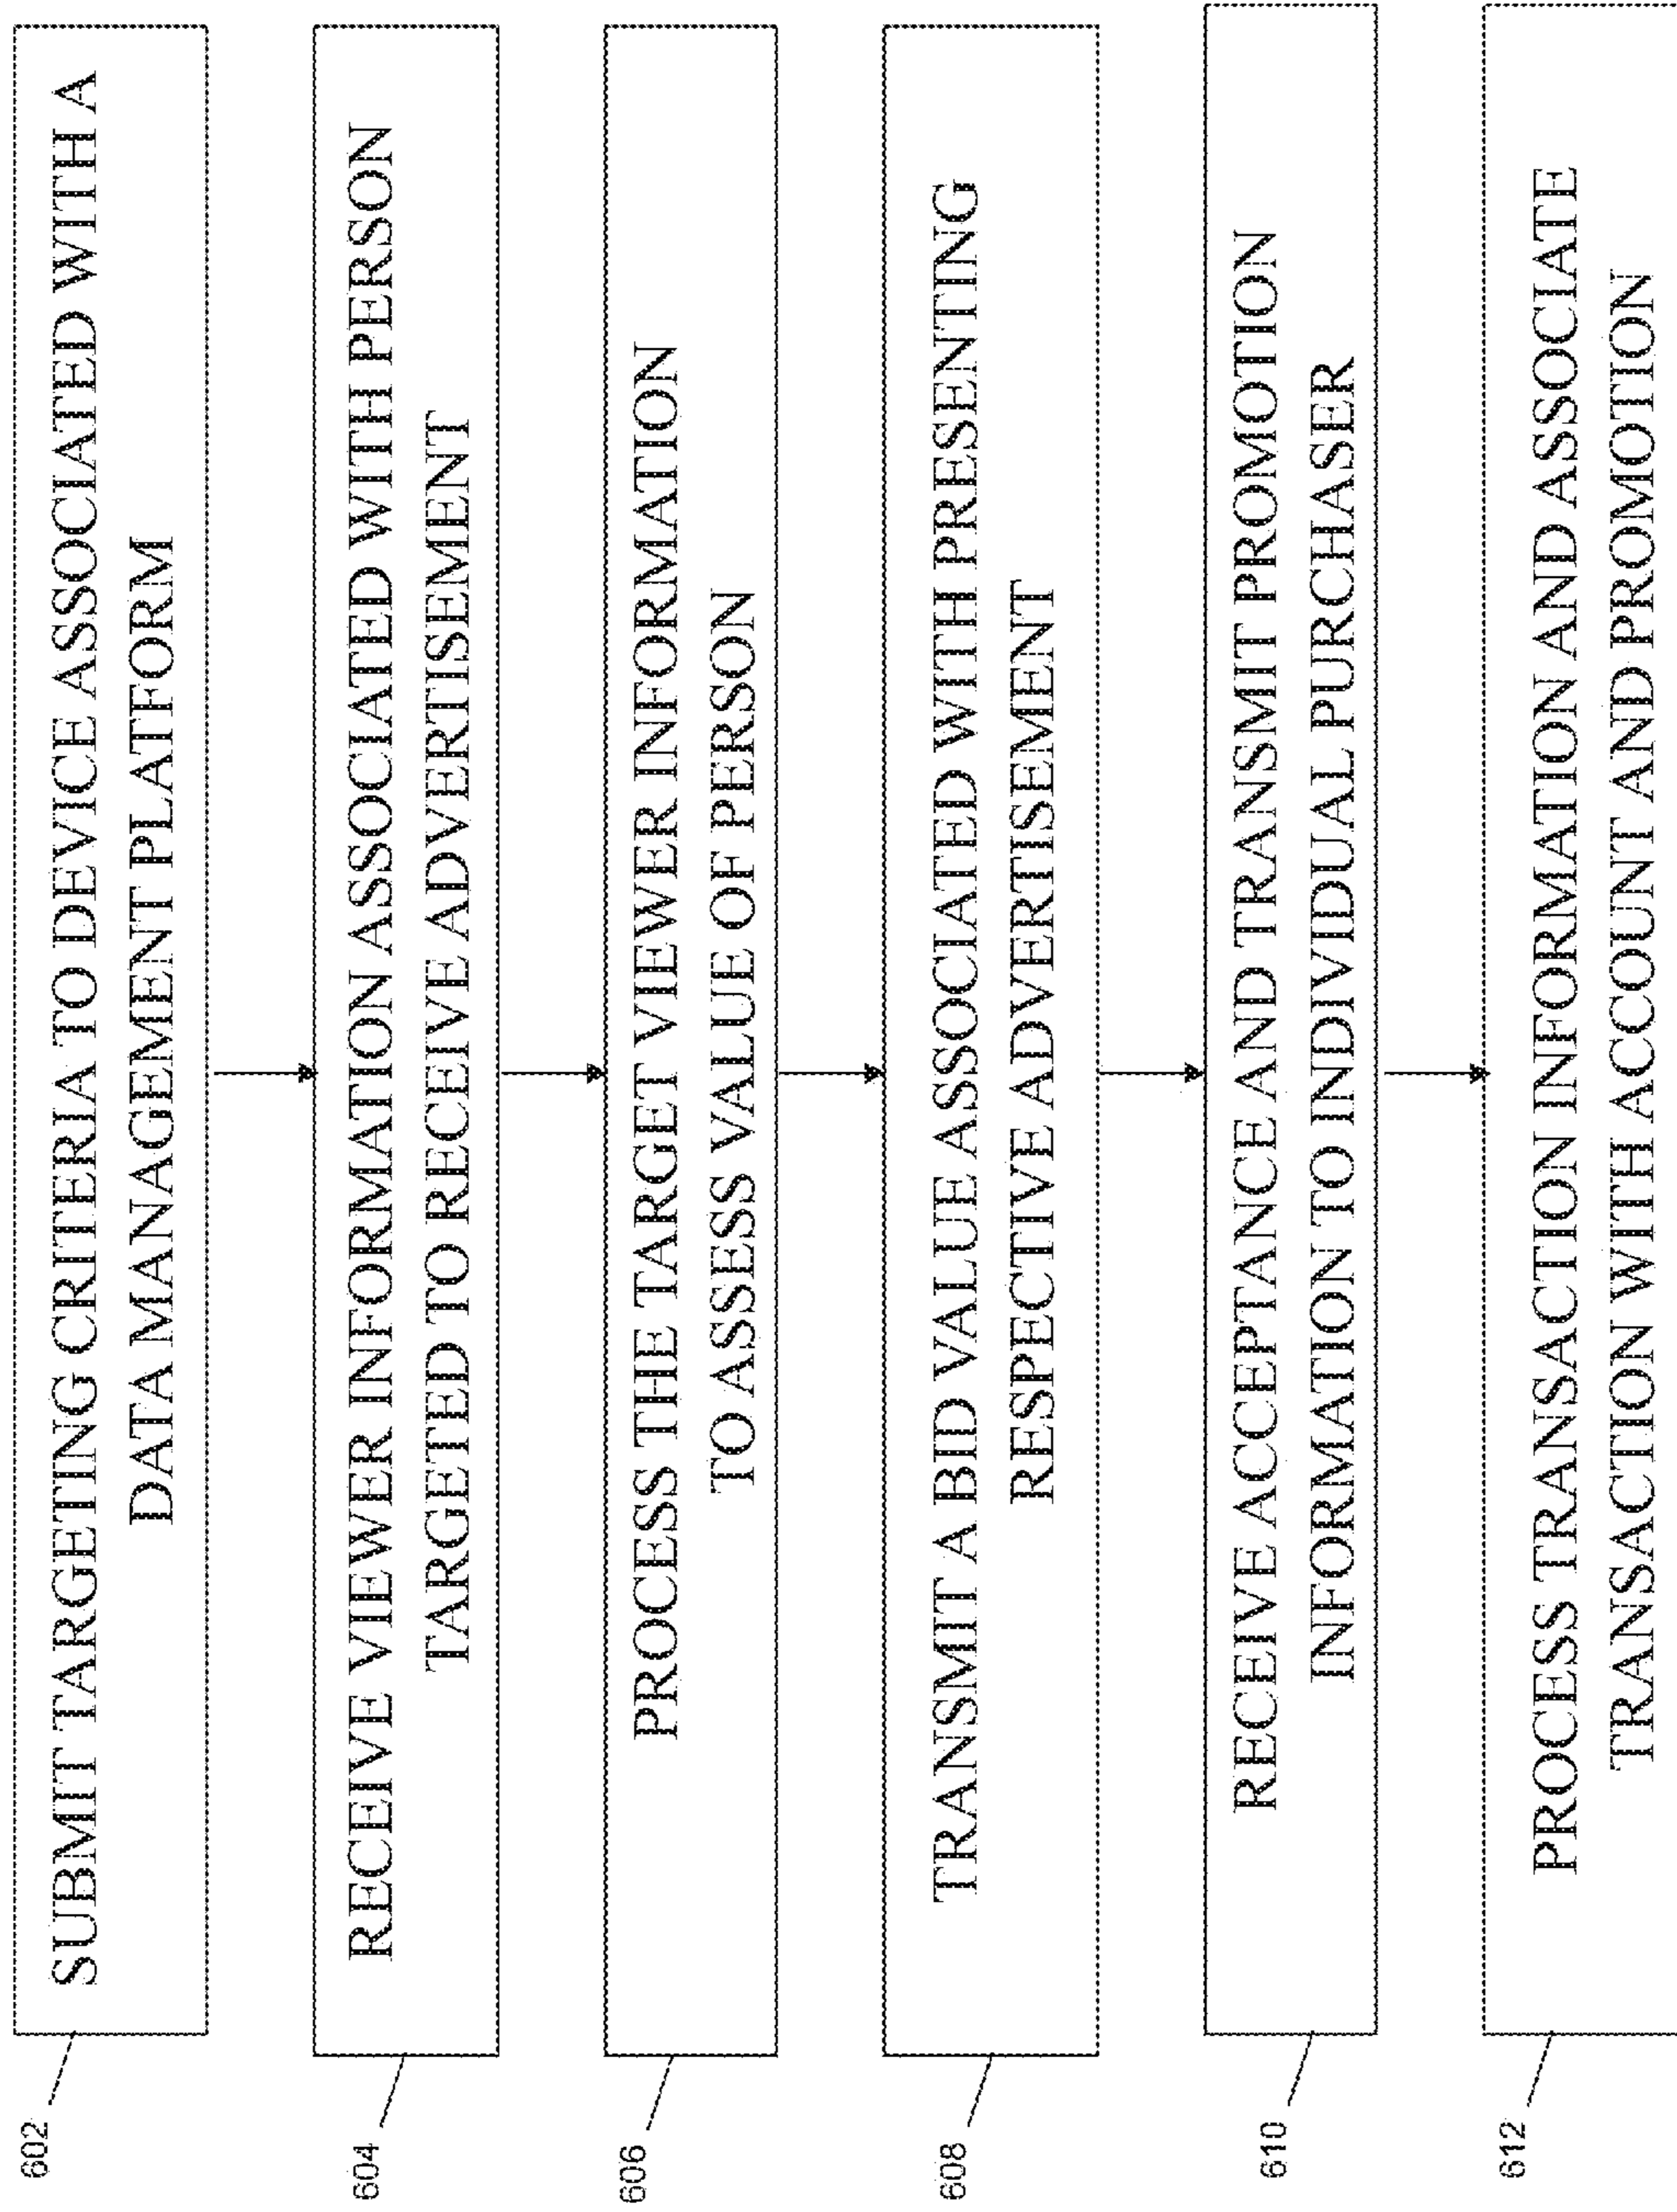 602
SUBMIT TARGETING CRITERIA TO DEVICE ASSOCIATED WITH A
DATA MANAGEMENT PLATFORM
604
RECEIVE VIEWER INFORMATION ASSOCIATED WITH PERSON
TARGETED TO RECEIVE ADVERTISEMENT
606
PROCESS THE TARGET VIEWER INFORMATION
TO ASSESS VALUE OF PERSON
608
TRANSMIT A BID VALUE ASSOCIATED WITH PRESENTING
RESPECTIVE ADVERTISEMENT
610
RECEIVE ACCEPTANCE AND TRANSMIT PROMOTION
INFORMATION TO INDIVIDUAL PURCHASER
612
PROCESS TRANSACTION INFORMATION AND ASSOCIATE
TRANSACTION WITH ACCOUNT AND PROMOTION